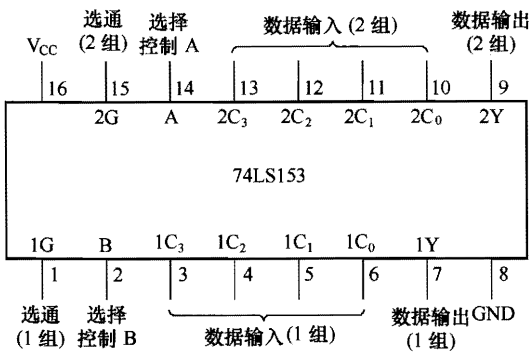 选通 选择 数据输入 (2 组) 数据输出
V_CC (2 组) 控制 A (2 组)
16 15 14 13 12 11 10 9
2G A 2C₃ 2C₂ 2C₁ 2C₀ 2Y
74LS153
1G B 1C₃ 1C₂ 1C₁ 1C₀ 1Y
1 2 3 4 5 6 7 8
选通 选择 数据输入 (1 组) 数据输出 GND
(1 组) 控制 B (1 组)